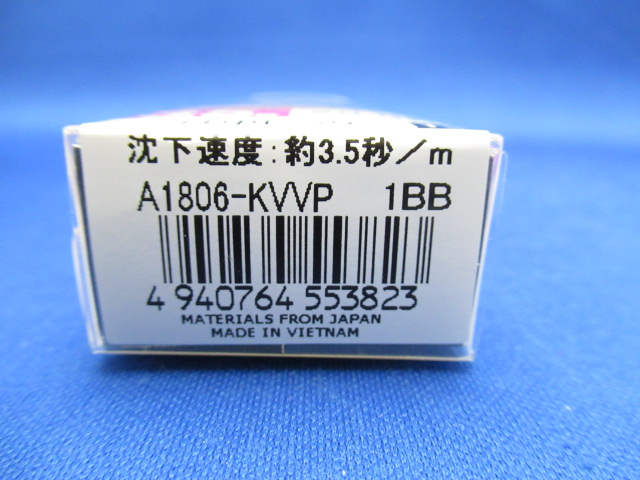 沈下速度:約3.5秒/m
A1806-KVVP 1BB
4 940764 553823
MATERIALS FROM JAPAN
MADE IN VIETNAM